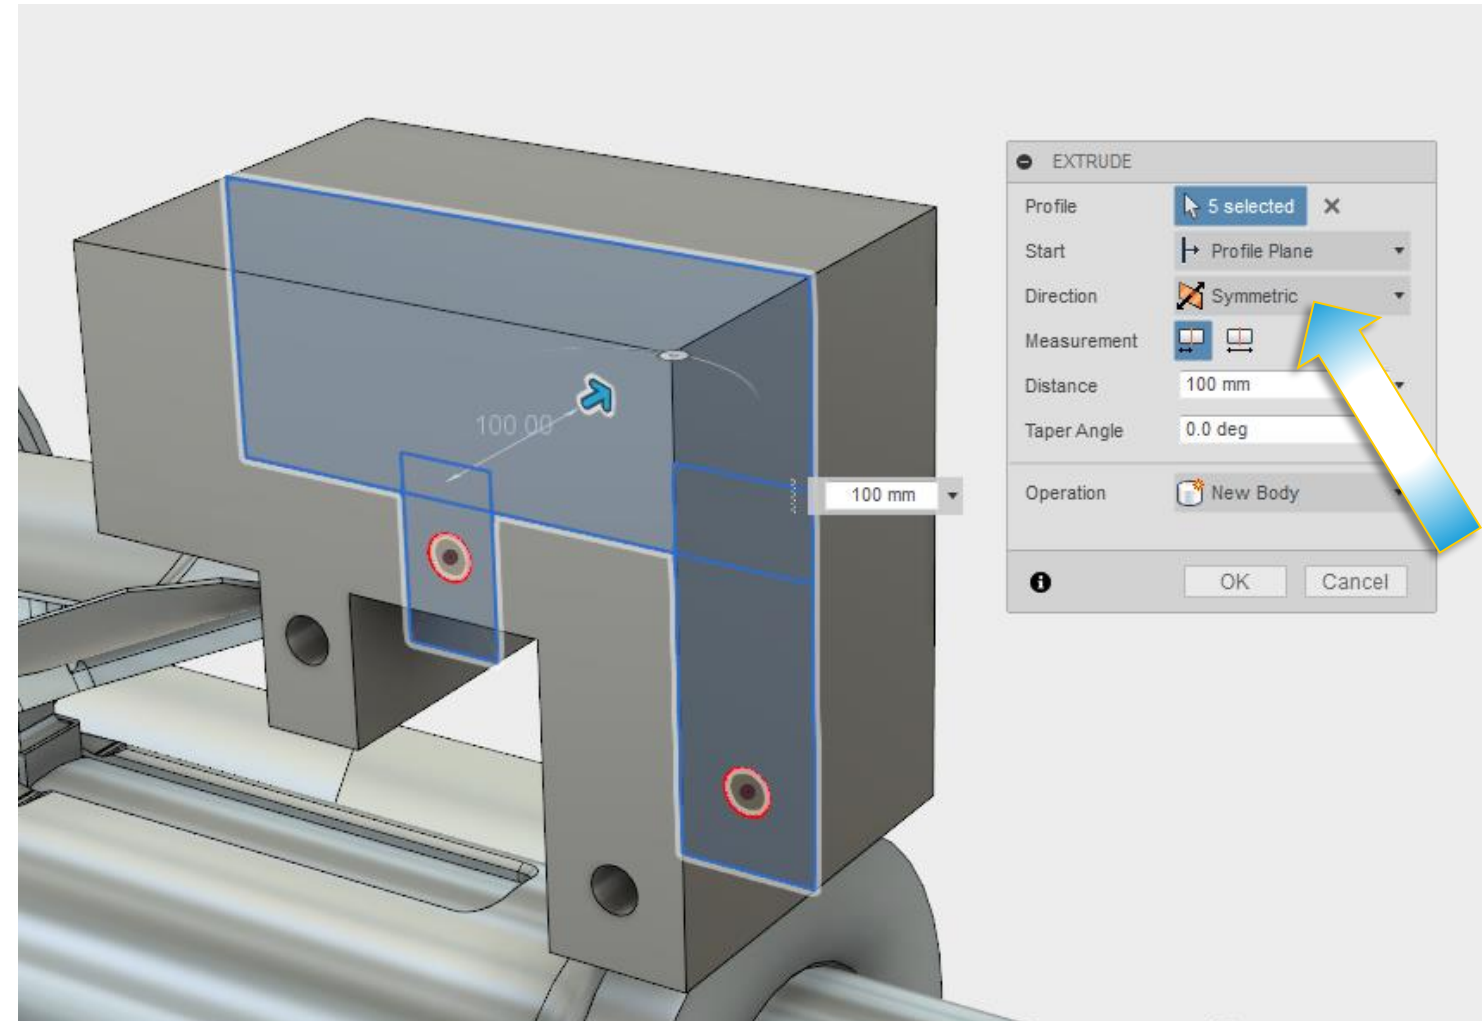 EXTRUDE
Profile 5 selected
Start Profile Plane
Direction Symmetric
Measurement
Distance 100 mm
Taper Angle 0.0 deg
Operation New Body
OK Cancel
100.00
100 mm